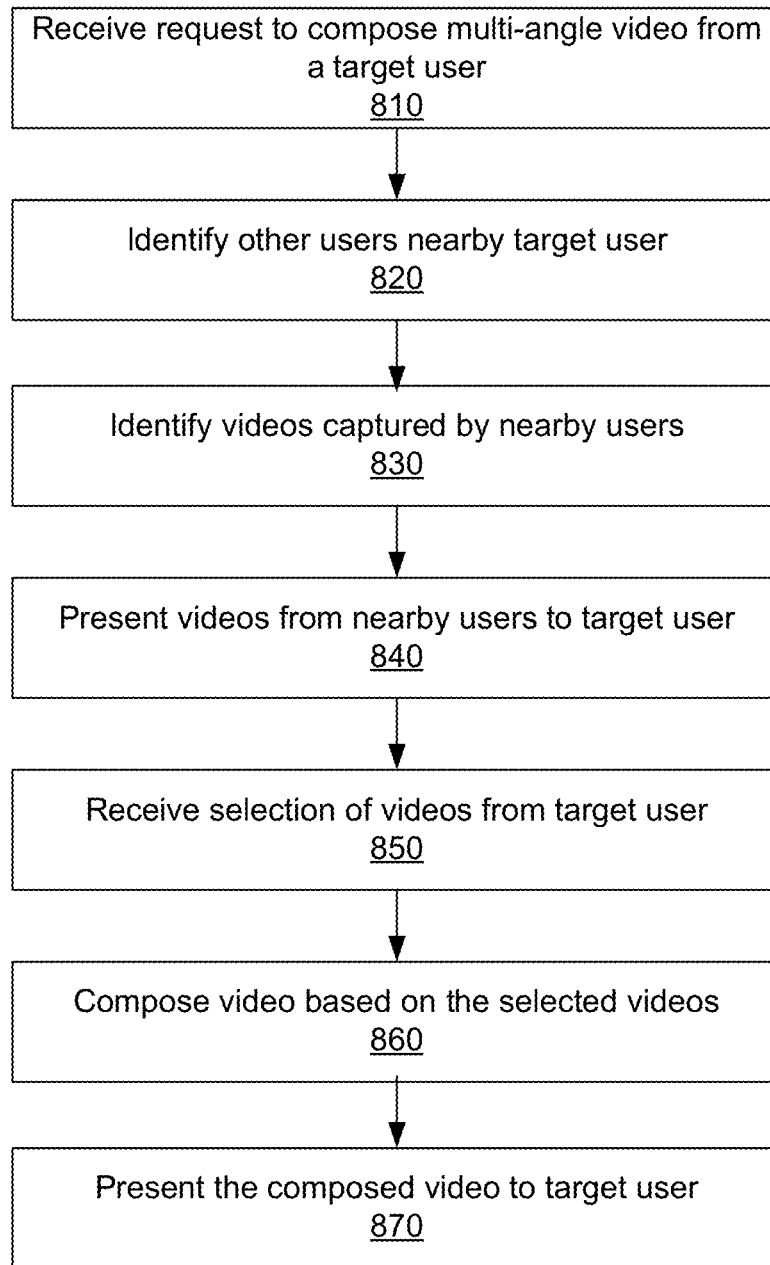 Receive request to compose multi-angle video from
a target user
810
Identify other users nearby target user
820
Identify videos captured by nearby users
830
Present videos from nearby users to target user
840
Receive selection of videos from target user
850
Compose video based on the selected videos
860
Present the composed video to target user
870